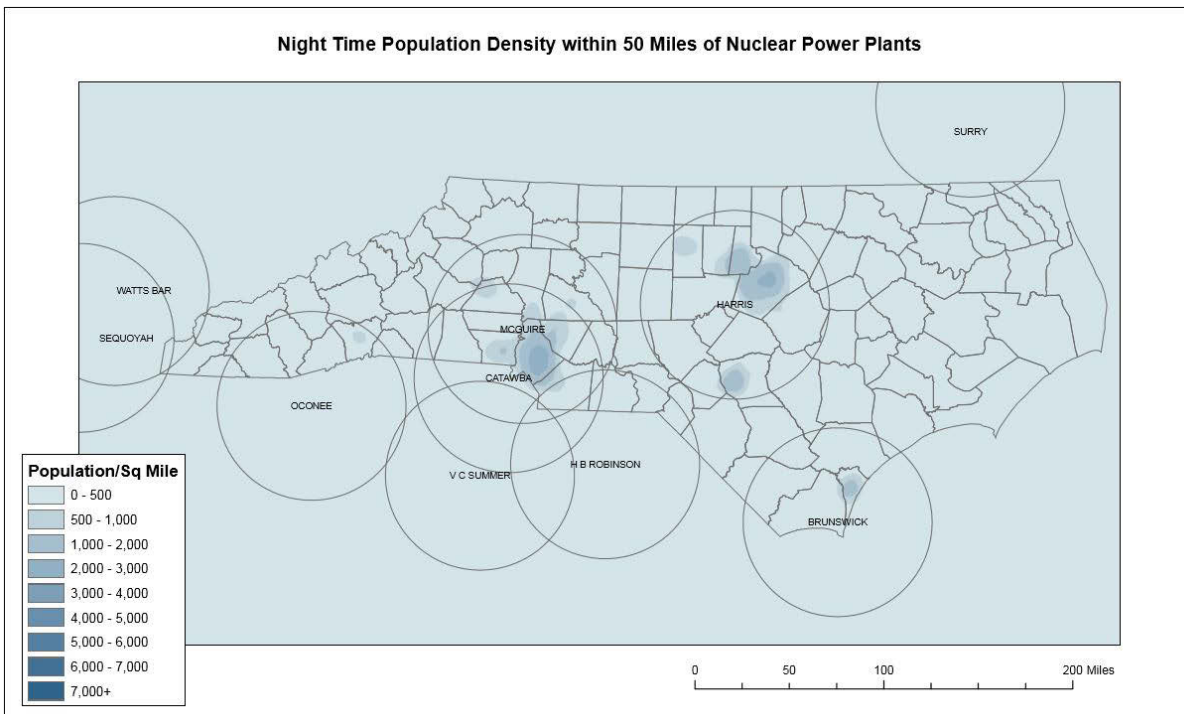 Night Time Population Density within 50 Miles of Nuclear Power Plants
SURRY
WATTS BAR
HARRIS
SEQUOYAH
MCGUIRE
CATAWBA
OCONEE
H B ROBINSON
V C SUMMER
BRUNSWICK
Population/Sq Mile
0 - 500
500 - 1,000
1,000 - 2,000
2,000 - 3,000
3,000 - 4,000
4,000 - 5,000
5,000 - 6,000
6,000 - 7,000
7,000+
0 50 100 200 Miles